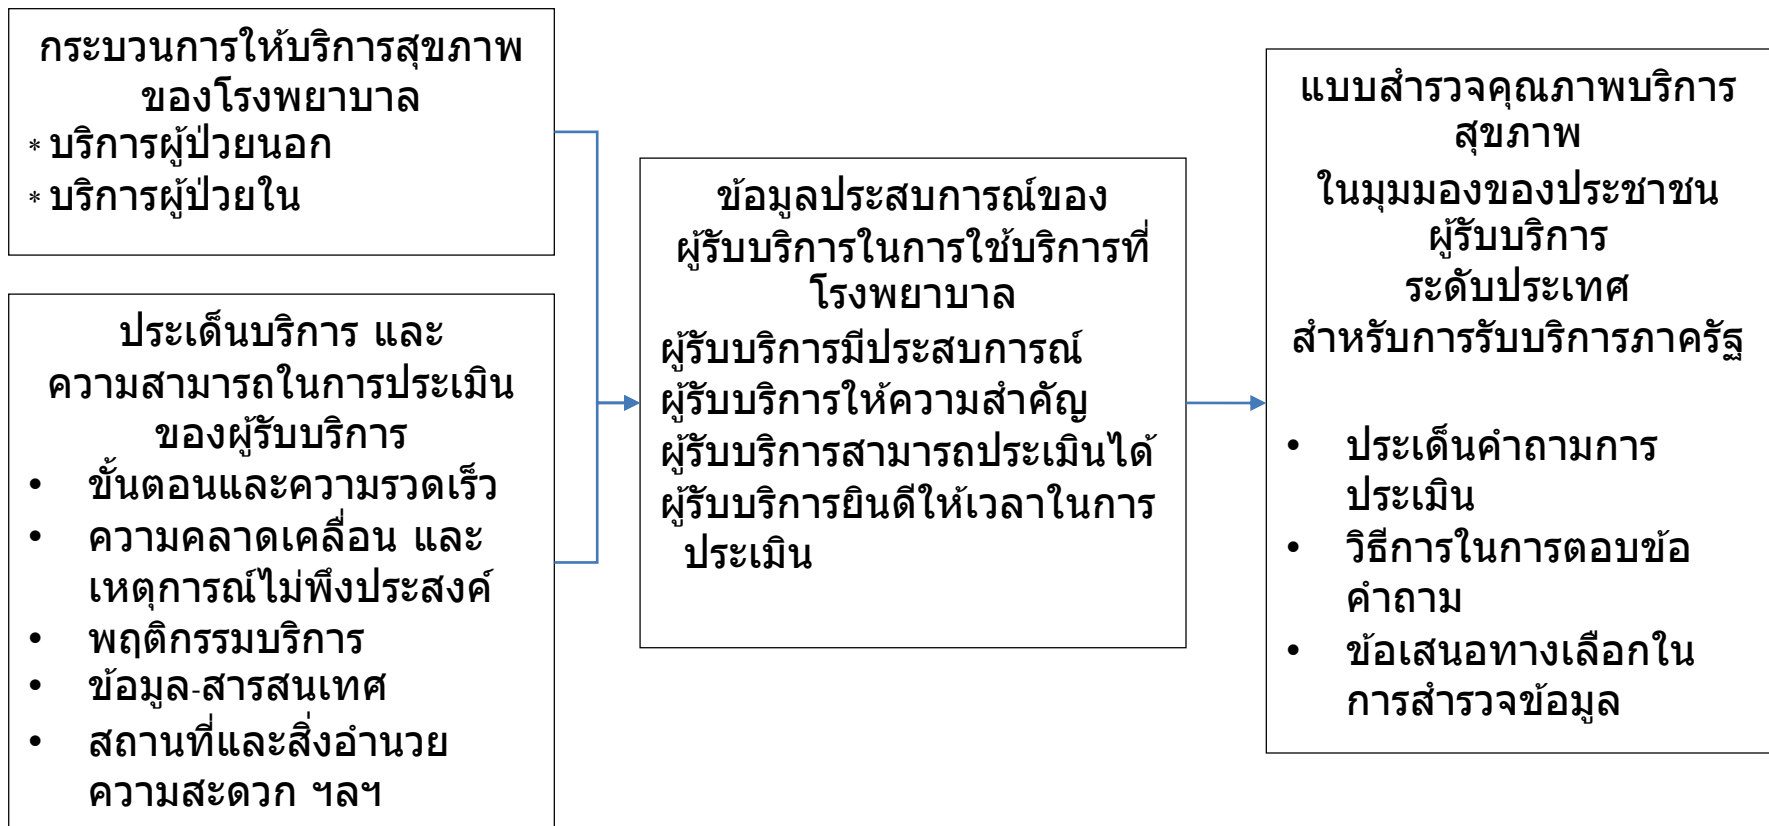 กระบวนการให้บริการสุขภาพ
ของโรงพยาบาล
* บริการผู้ป่วยนอก
* บริการผู้ป่วยใน
ประเด็นบริการ และ
ความสามารถในการประเมิน
ของผู้รับบริการ
• ขั้นตอนและความรวดเร็ว
• ความคลาดเคลื่อน และ
เหตุการณ์ไม่พึงประสงค์
• พฤติกรรมบริการ
• ข้อมูล-สารสนเทศ
• สถานที่และสิ่งอำนวย
ความสะดวก ฯลฯ
ข้อมูลประสบการณ์ของ
ผู้รับบริการในการใช้บริการที่
โรงพยาบาล
ผู้รับบริการมีประสบการณ์
ผู้รับบริการให้ความสำคัญ
ผู้รับบริการสามารถประเมินได้
ผู้รับบริการยินดีให้เวลาในการ
ประเมิน
แบบสำรวจคุณภาพบริการ
สุขภาพ
ในมุมมองของประชาชน
ผู้รับบริการ
ระดับประเทศ
สำหรับการรับบริการภาครัฐ
• ประเด็นคำถามการ
ประเมิน
• วิธีการในการตอบข้อ
คำถาม
• ข้อเสนอทางเลือกใน
การสำรวจข้อมูล